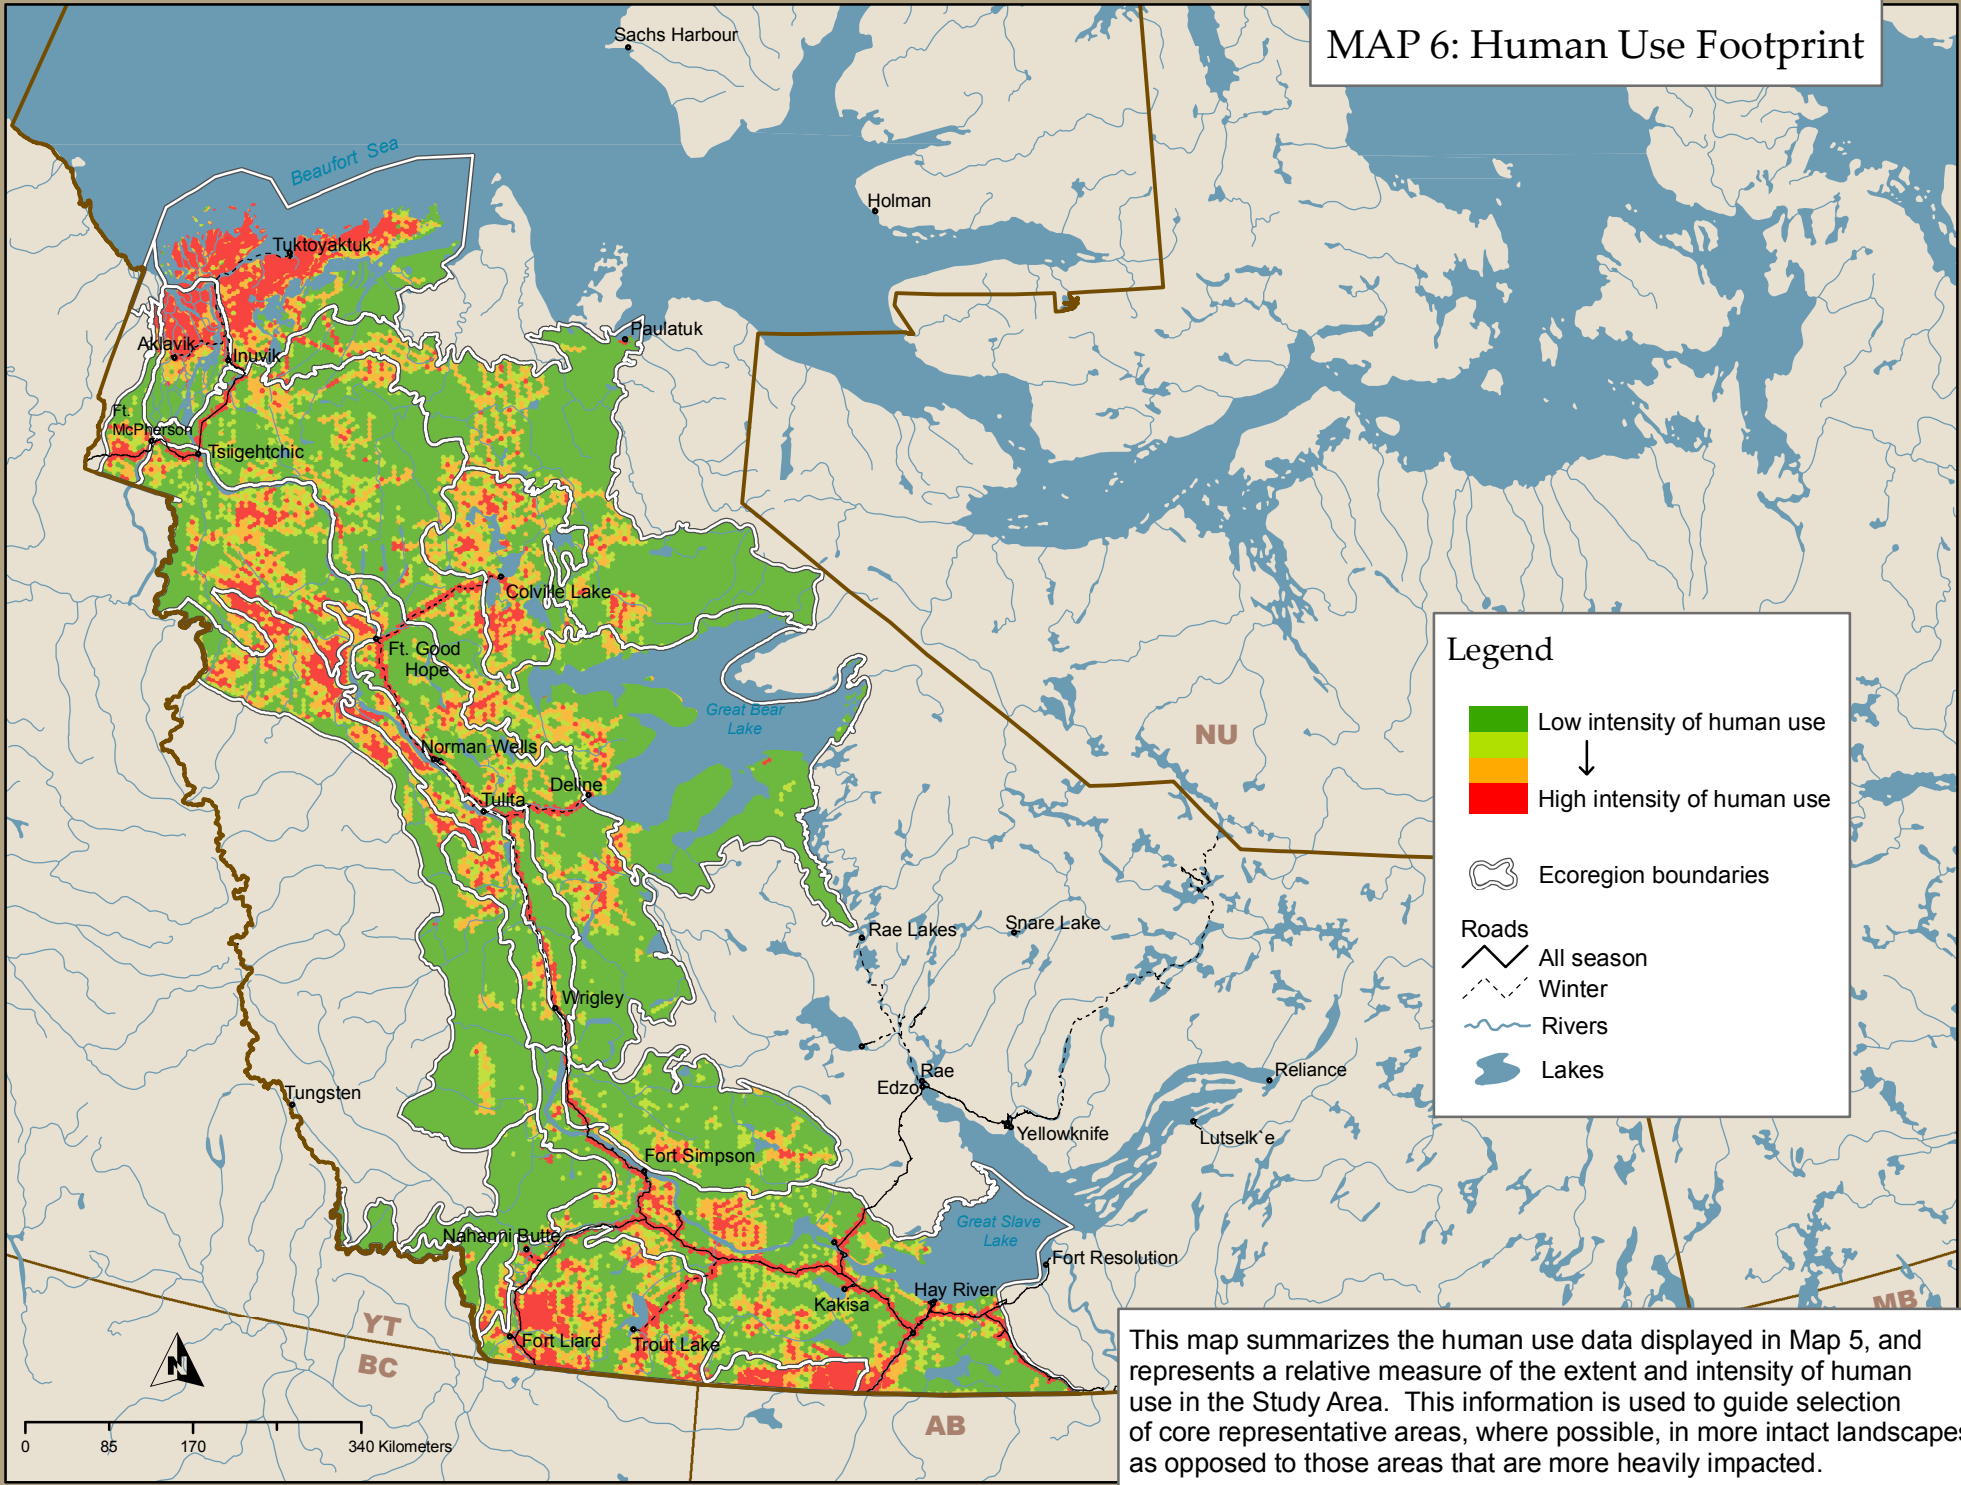 MAP 6: Human Use Footprint
Sachs Harbour
Beaufort Sea
Holman
Tuktoyaktuk
Paulatuk
Aklavik
Inuvik
Ft.
McPherson
Tsiigehtchic
Colville Lake
Ft. Good
Hope
Great Bear
Lake
NU
Norman Wells
Deline
Tulita
Rae Lakes
Snare Lake
Wrigley
Tungsten
Rae
Edzo
Reliance
Yellowknife
Lutselk`e
Fort Simpson
Great Slave
Lake
Nahanni Butte
Fort Resolution
Hay River
Kakisa
Fort Liard
Trout Lake
YT
BC
AB
MB
N
0 85 170 340 Kilometers
Legend
Low intensity of human use
High intensity of human use
Ecoregion boundaries
Roads
All season
Winter
Rivers
Lakes
This map summarizes the human use data displayed in Map 5, and
represents a relative measure of the extent and intensity of human
use in the Study Area. This information is used to guide selection
of core representative areas, where possible, in more intact landscapes
as opposed to those areas that are more heavily impacted.